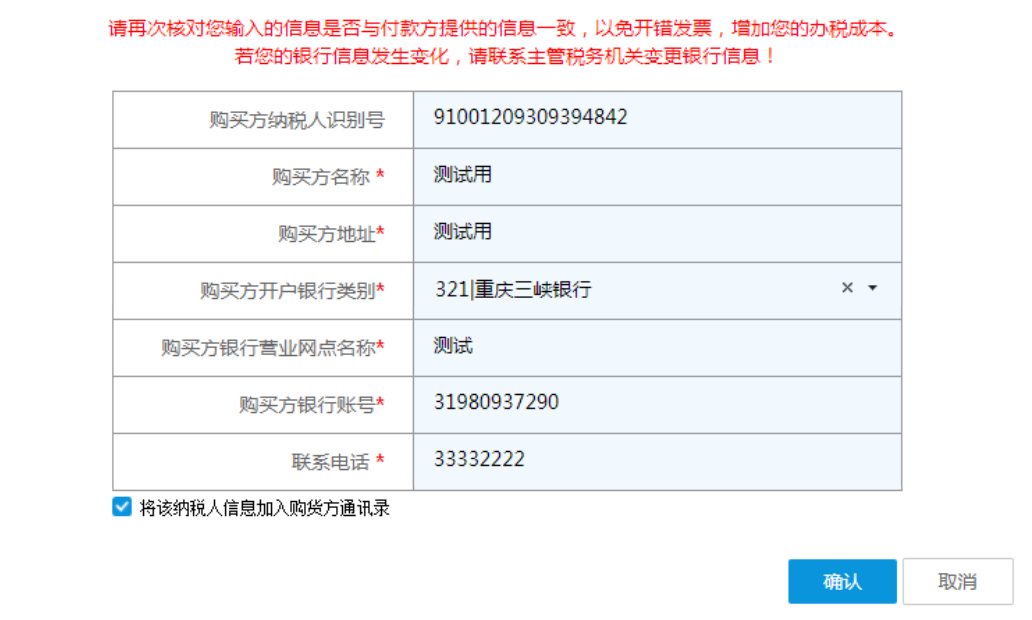 请再次核对您输入的信息是否与付款方提供的信息一致，以免开错发票，增加您的办税成本。
若您的银行信息发生变化，请联系主管税务机关变更银行信息！
购买方纳税人识别号 91001209309394842
购买方名称 * 测试用
购买方地址* 测试用
购买方开户银行类别* 321|重庆三峡银行 ×
购买方银行营业网点名称* 测试
购买方银行账号* 31980937290
联系电话 * 33332222
将该纳税人信息加入购货方通讯录
确认 取消